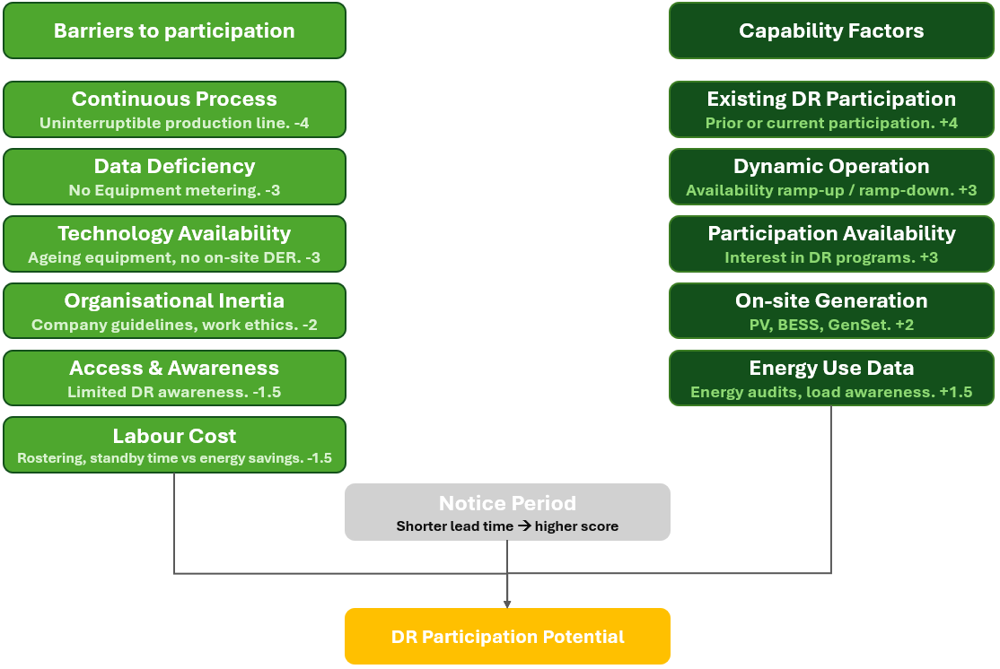 Barriers to participation
Continuous Process
Uninterruptible production line. -4
Data Deficiency
No Equipment metering. -3
Technology Availability
Ageing equipment, no on-site DER. -3
Organisational Inertia
Company guidelines, work ethics. -2
Access & Awareness
Limited DR awareness. -1.5
Labour Cost
Rostering, standby time vs energy savings. -1.5
Capability Factors
Existing DR Participation
Prior or current participation. +4
Dynamic Operation
Availability ramp-up / ramp-down. +3
Participation Availability
Interest in DR programs. +3
On-site Generation
PV, BESS, GenSet. +2
Energy Use Data
Energy audits, load awareness. +1.5
Notice Period
Shorter lead time → higher score
DR Participation Potential